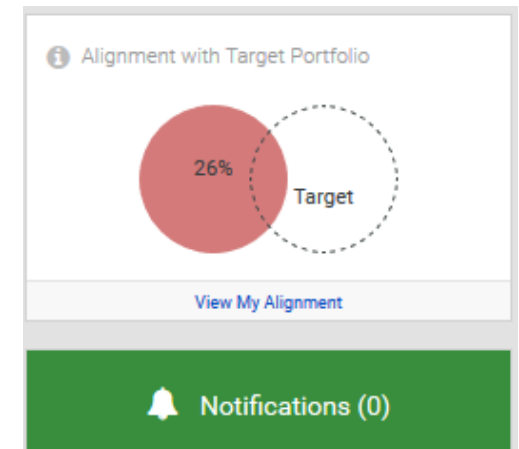 Alignment with Target Portfolio
26%
Target
View My Alignment
Notifications (0)